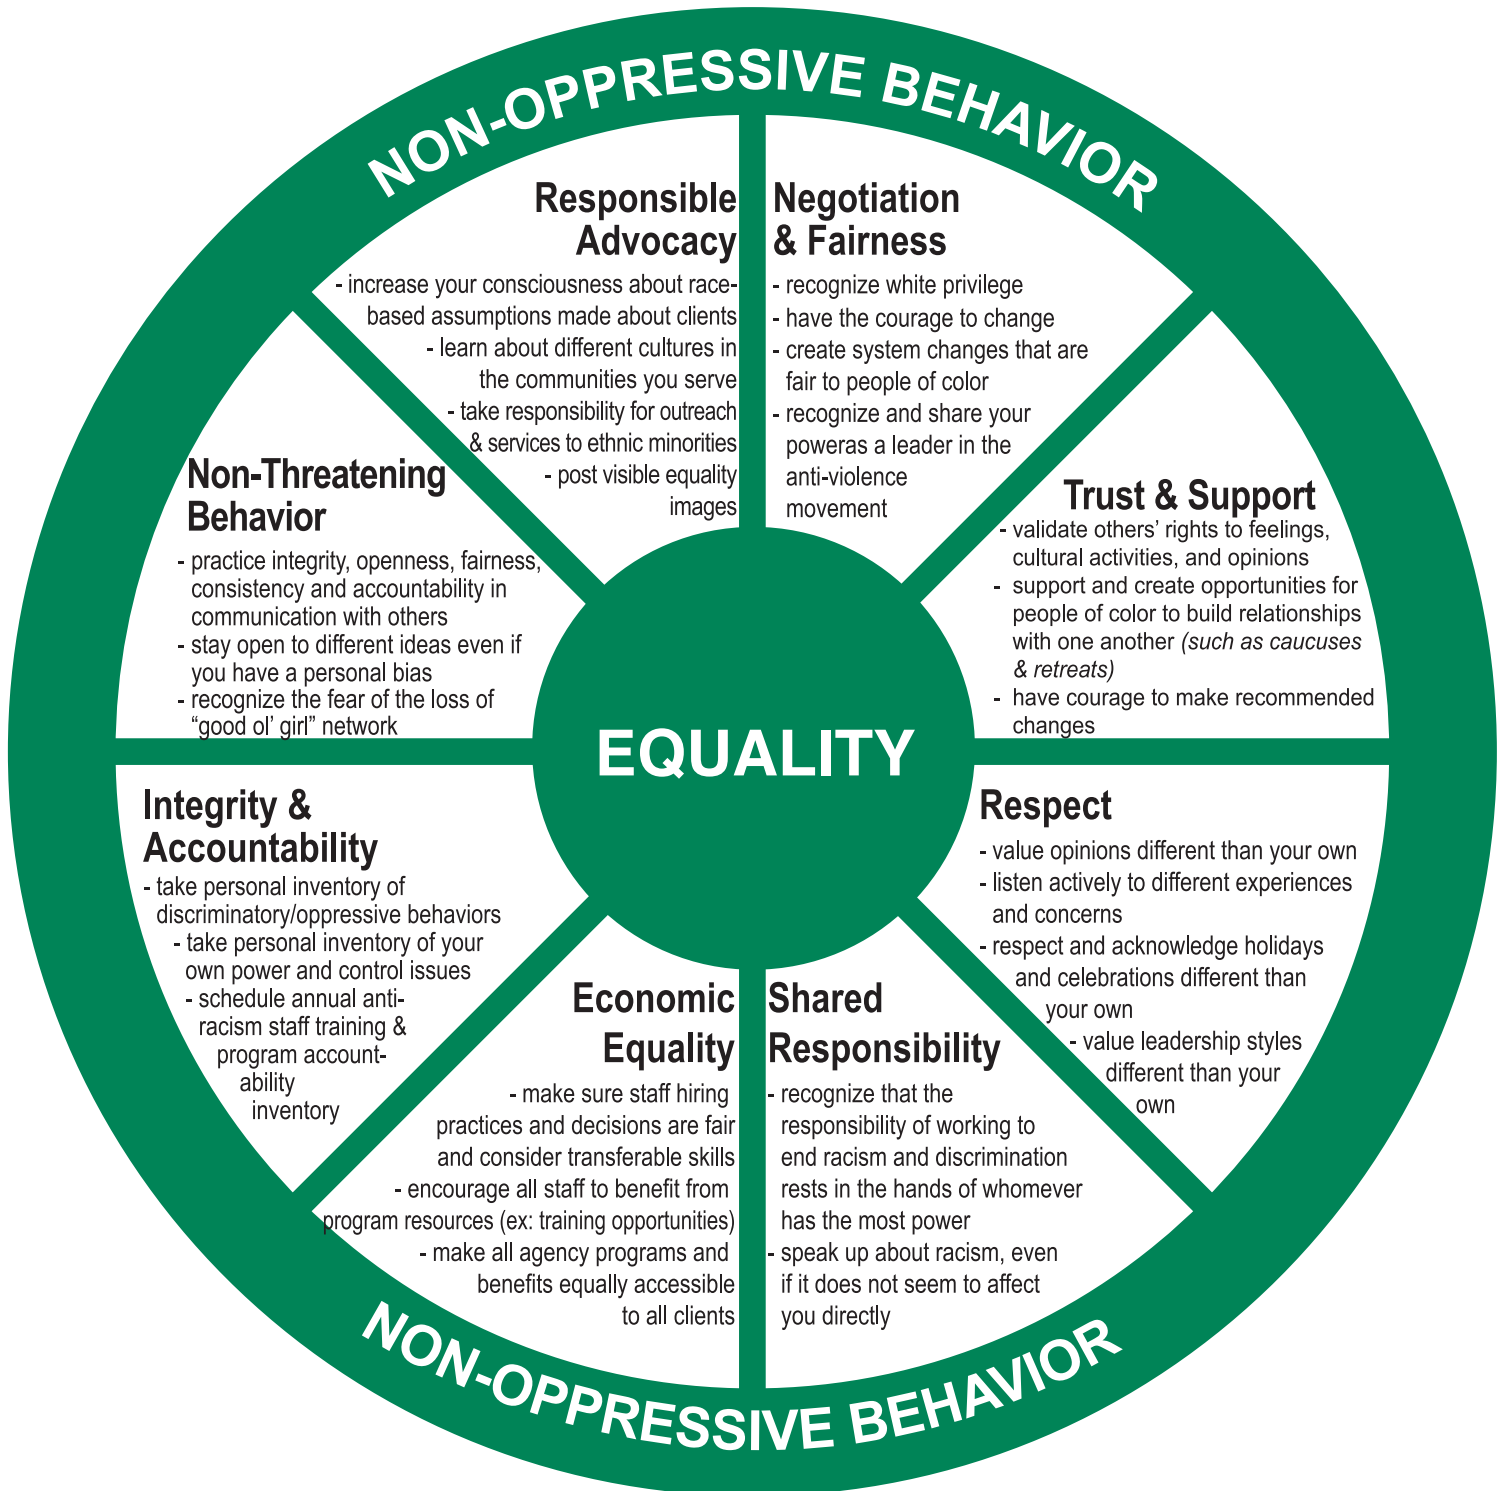 NON-OPPRESSIVE BEHAVIOR
Responsible
Advocacy
- increase your consciousness about race-
based assumptions made about clients
- learn about different cultures in
the communities you serve
- take responsibility for outreach
& services to ethnic minorities
- post visible equality
images
Negotiation
& Fairness
- recognize white privilege
- have the courage to change
- create system changes that are
fair to people of color
- recognize and share your
poweras a leader in the
anti-violence
movement
Trust & Support
- validate others’ rights to feelings,
cultural activities, and opinions
- support and create opportunities for
people of color to build relationships
with one another (such as caucuses
& retreats)
- have courage to make recommended
changes
Respect
- value opinions different than your own
- listen actively to different experiences
and concerns
- respect and acknowledge holidays
and celebrations different than
your own
- value leadership styles
different than your
own
Shared
Responsibility
- recognize that the
responsibility of working to
end racism and discrimination
rests in the hands of whomever
has the most power
- speak up about racism, even
if it does not seem to affect
you directly
Economic
Equality
- make sure staff hiring
practices and decisions are fair
and consider transferable skills
- encourage all staff to benefit from
program resources (ex: training opportunities)
- make all agency programs and
benefits equally accessible
to all clients
Integrity &
Accountability
- take personal inventory of
discriminatory/oppressive behaviors
- take personal inventory of your
own power and control issues
- schedule annual anti-
racism staff training &
program account-
ability
inventory
Non-Threatening
Behavior
- practice integrity, openness, fairness,
consistency and accountability in
communication with others
- stay open to different ideas even if
you have a personal bias
- recognize the fear of the loss of
“good ol’ girl” network
EQUALITY
NON-OPPRESSIVE BEHAVIOR